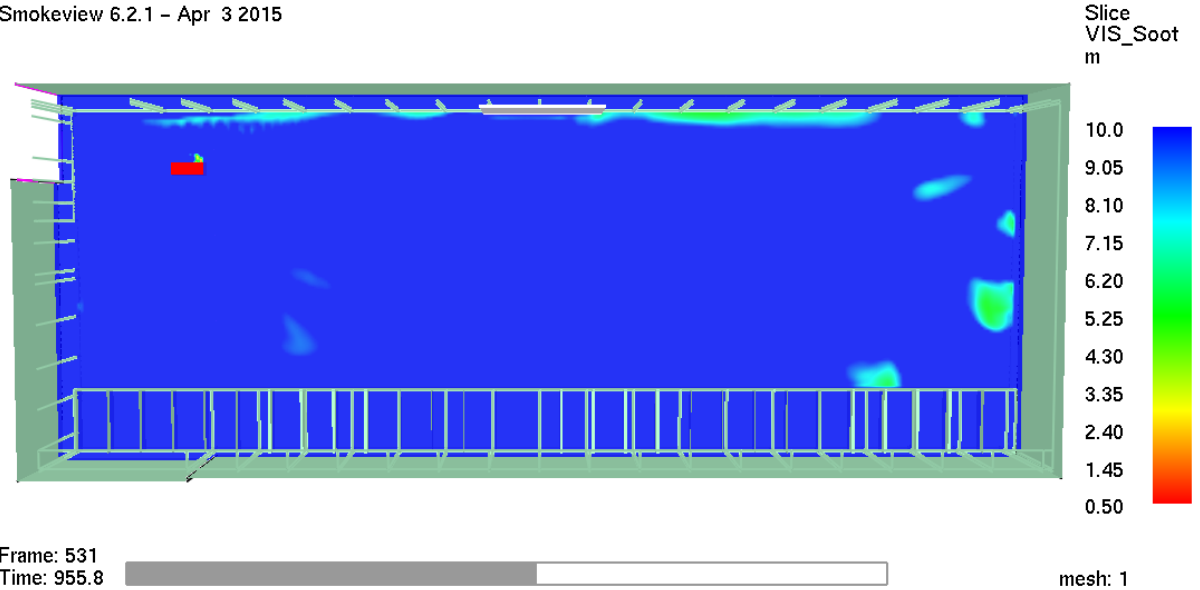 Smokeview 6.2.1 – Apr 3 2015
Slice
VIS_Soot
m
10.0
9.05
8.10
7.15
6.20
5.25
4.30
3.35
2.40
1.45
0.50
Frame: 531
Time: 955.8
mesh: 1